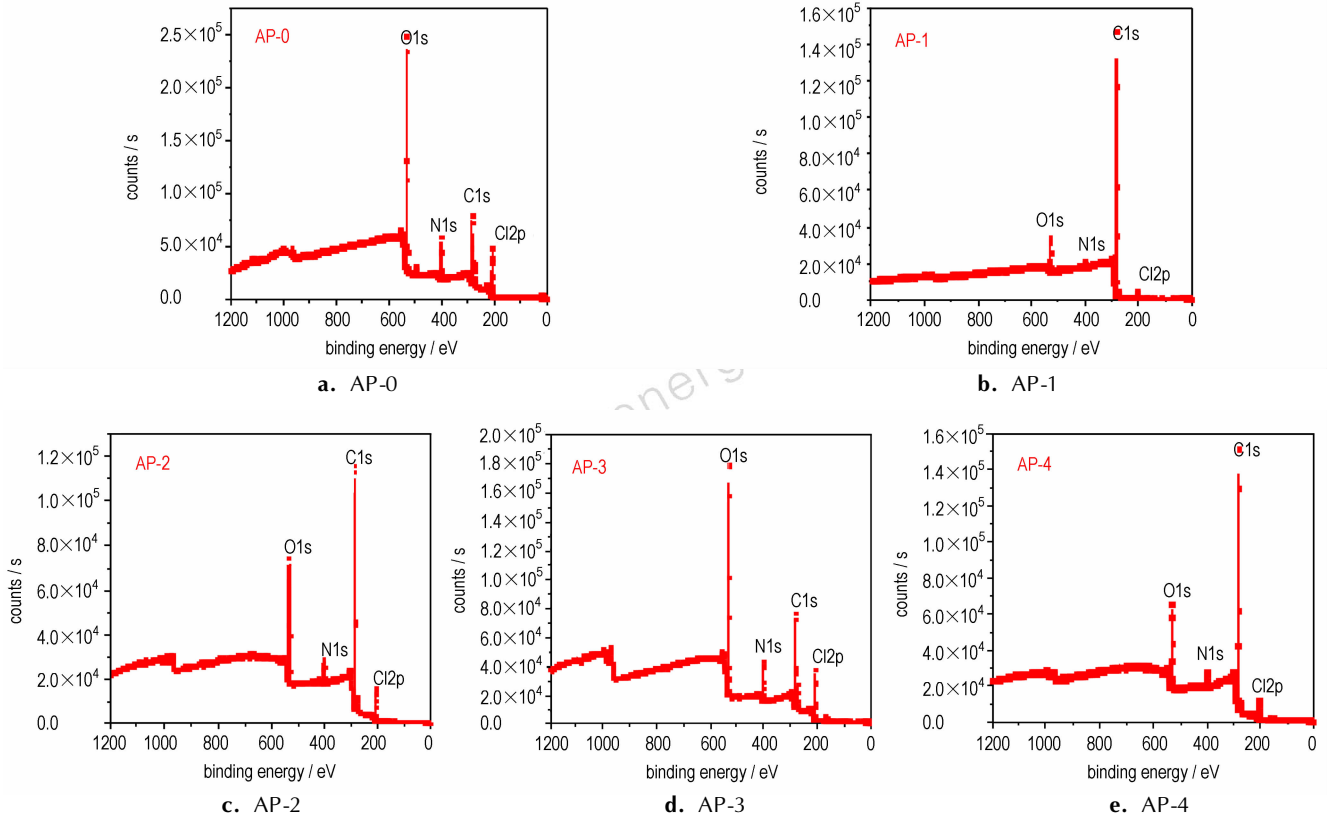 AP-0
O1s
N1s
C1s
Cl2p
2.5×10⁵
2.0×10⁵
1.5×10⁵
1.0×10⁵
5.0×10⁴
0.0
counts / s
1200 1000 800 600 400 200 0
binding energy / eV
a. AP-0
AP-1
C1s
O1s
N1s
Cl2p
1.6×10⁵
1.4×10⁵
1.2×10⁵
1.0×10⁵
8.0×10⁴
6.0×10⁴
4.0×10⁴
2.0×10⁴
0.0
counts / s
1200 1000 800 600 400 200 0
binding energy / eV
b. AP-1
energ
AP-2
C1s
O1s
N1s
Cl2p
1.2×10⁵
1.0×10⁵
8.0×10⁴
6.0×10⁴
4.0×10⁴
2.0×10⁴
0.0
counts / s
1200 1000 800 600 400 200 0
binding energy / eV
c. AP-2
AP-3
O1s
N1s
C1s
Cl2p
2.0×10⁵
1.8×10⁵
1.6×10⁵
1.4×10⁵
1.2×10⁵
1.0×10⁵
8.0×10⁴
6.0×10⁴
4.0×10⁴
2.0×10⁴
0.0
counts / s
1200 1000 800 600 400 200 0
binding energy / eV
d. AP-3
AP-4
C1s
O1s
N1s
Cl2p
1.6×10⁵
1.4×10⁵
1.2×10⁵
1.0×10⁵
8.0×10⁴
6.0×10⁴
4.0×10⁴
2.0×10⁴
0.0
counts / s
1200 1000 800 600 400 200 0
binding energy / eV
e. AP-4